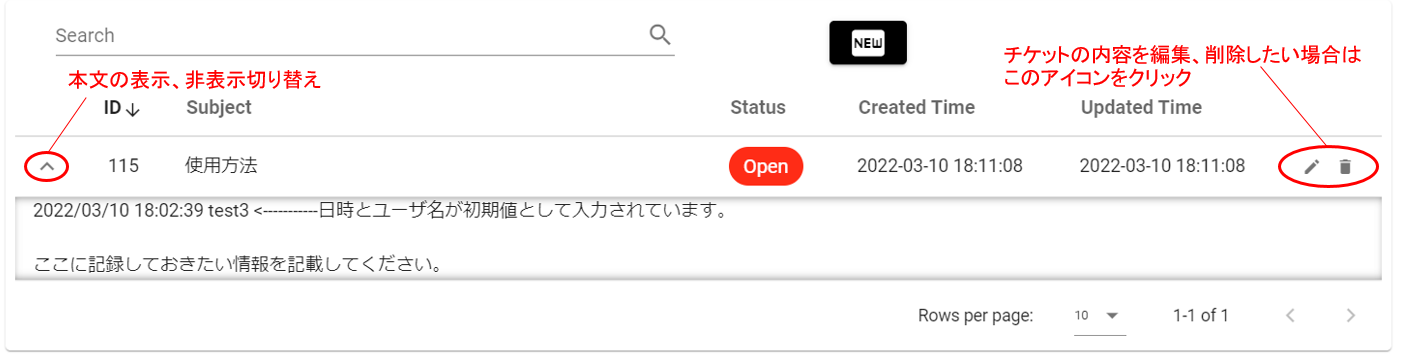 Search
NEW
チケットの内容を編集、削除したい場合は
このアイコンをクリック
本文の表示、非表示切り替え
ID Subject Status Created Time Updated Time
115 使用方法 Open 2022-03-10 18:11:08 2022-03-10 18:11:08
2022/03/10 18:02:39 test3 <-----------日時とユーザ名が初期値として入力されています。
ここに記録しておきたい情報を記載してください。
Rows per page: 10 1-1 of 1